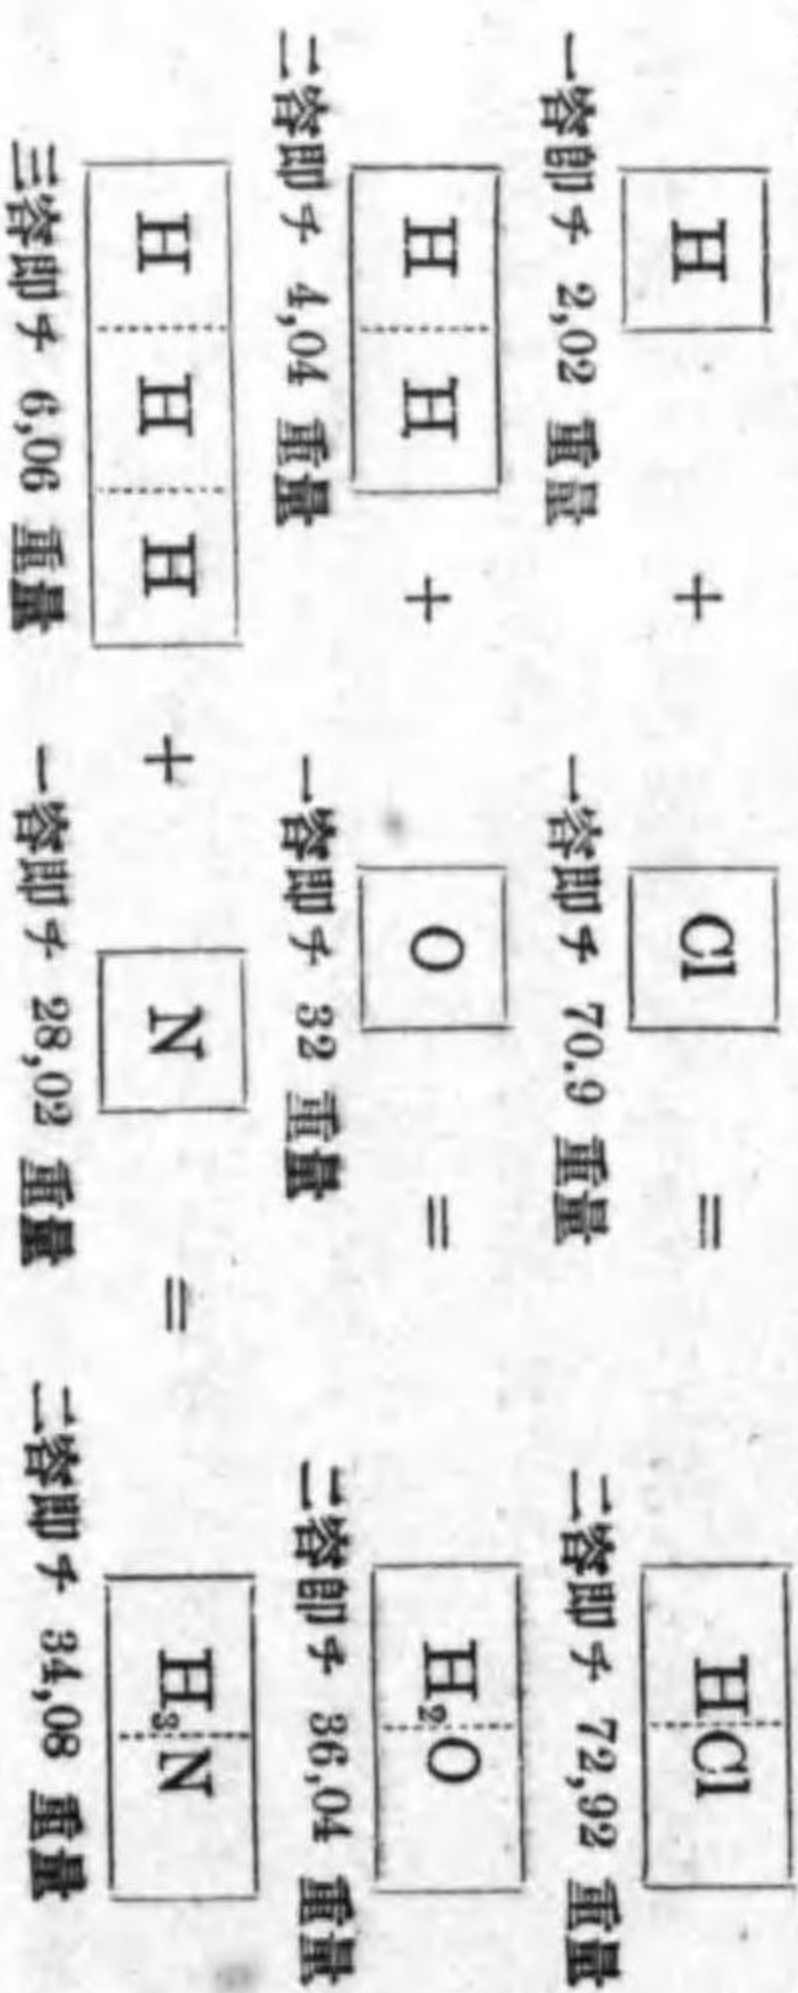 H + Cl = HCl
一容即チ 2,02 重量 一容即チ 70.9 重量 二容即チ 72,92 重量
H H + O = H₂O
二容即チ 4,04 重量 一容即チ 32 重量 二容即チ 36,04 重量
H H H + N = H₃N
三容即チ 6,06 重量 一容即チ 28,02 重量 二容即チ 34,08 重量